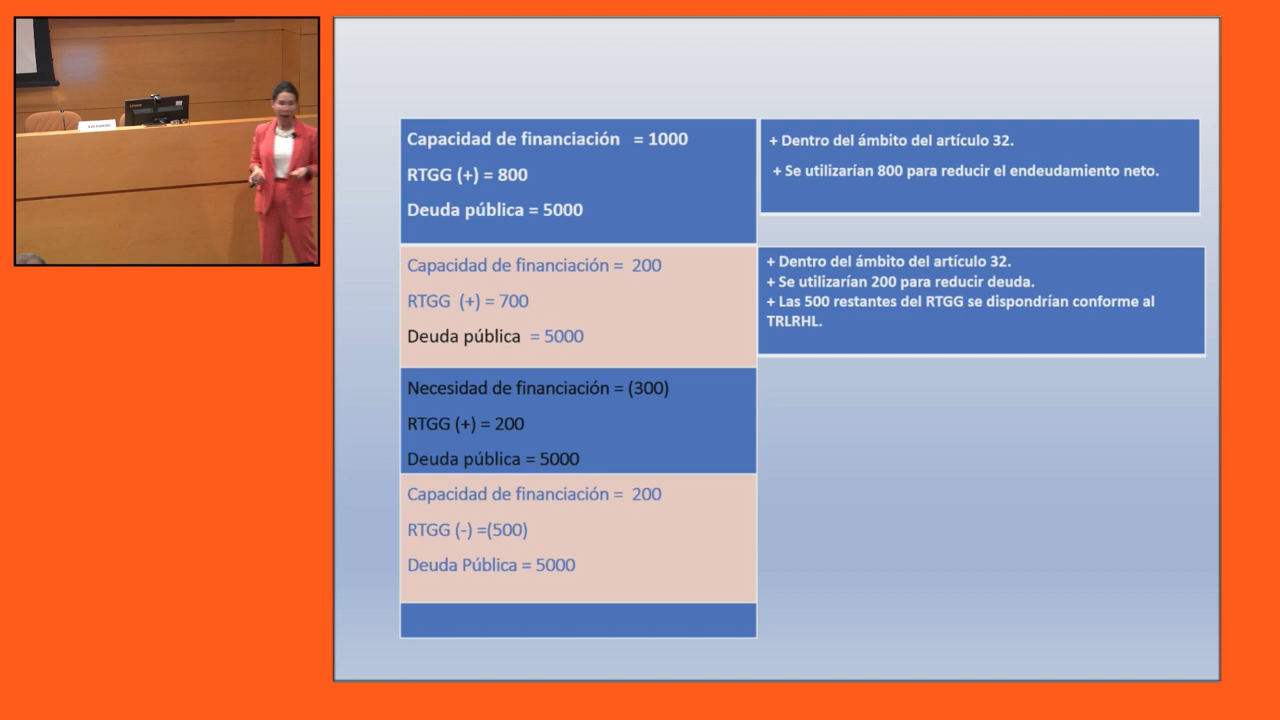 Capacidad de financiación = 1000
RTGG (+) = 800
Deuda pública = 5000
+ Dentro del ámbito del artículo 32.
+ Se utilizarían 800 para reducir el endeudamiento neto.
Capacidad de financiación = 200
RTGG (+) = 700
Deuda pública = 5000
+ Dentro del ámbito del artículo 32.
+ Se utilizarían 200 para reducir deuda.
+ Las 500 restantes del RTGG se dispondrían conforme al
TRLRHL.
Necesidad de financiación = (300)
RTGG (+) = 200
Deuda pública = 5000
Capacidad de financiación = 200
RTGG (-) =(500)
Deuda Pública = 5000